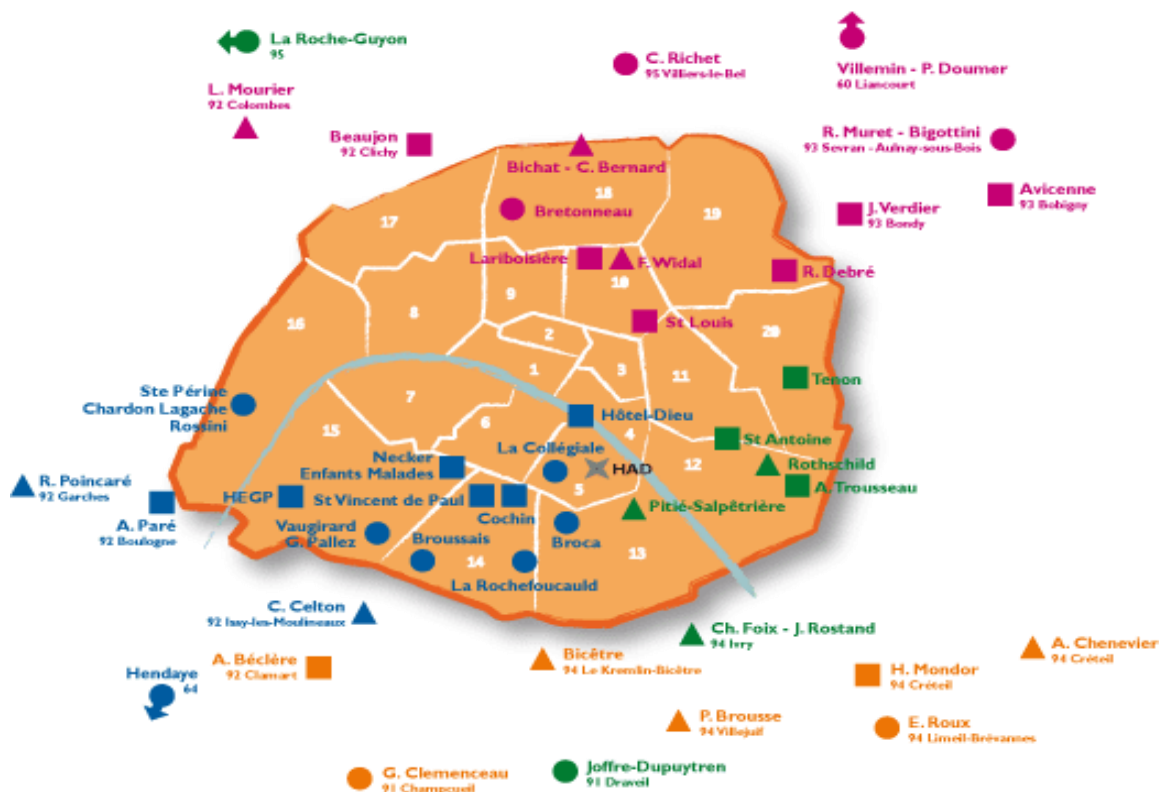 La Roche-Guyon
95
C. Richet
95 Villiers-le-Bel
Villemin - P. Doumer
60 Liancourt
L. Mourier
92 Colombes
Beaujon
92 Clichy
Bichat - C. Bernard
18
R. Muret - Bigottini
93 Sevran - Aulnay-sous-Bois
Avicenne
93 Bobigny
J. Verdier
93 Bondy
17
Bretonneau
19
Lariboisière
F. Widal
10
R. Debré
9
8
16
2
St Louis
20
1
3
11
Tenon
7
Ste Périne
Chardon Lagache
Rossini
15
6
Hôtel-Dieu
4
St Antoine
La Collégiale
HAD
12
Rothschild
Necker
Enfants Malades
5
A. Trousseau
R. Poincaré
92 Garches
A. Paré
92 Boulogne
HEGP
St Vincent de Paul
Cochin
Pitié-Salpêtrière
Vaugirard
G. Pallez
Broussais
Broca
13
14
La Rochefoucauld
C. Celton
92 Issy-les-Moulineaux
Ch. Foix - J. Rostand
94 Ivry
A. Chenevier
94 Créteil
Hendaye
64
A. Béclère
92 Clamart
Bicêtre
94 Le Kremlin-Bicêtre
H. Mondor
94 Créteil
P. Brousse
94 Villejuif
E. Roux
94 Limeil-Brévannes
G. Clemenceau
91 Champcueil
Joffre-Dupuytren
91 Draveil